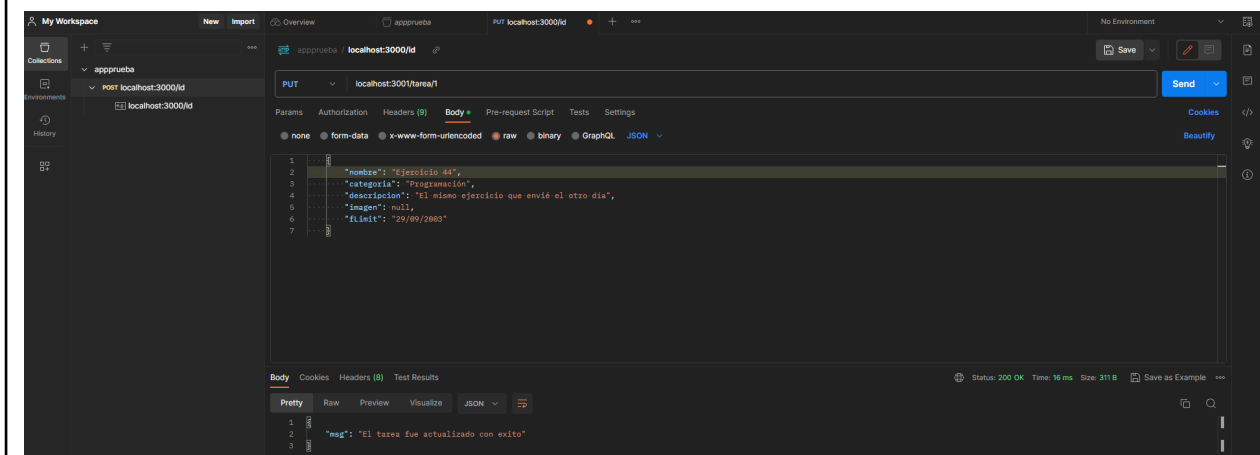 My Workspace New Import Overview appprueba PUT localhost:3000/id No Environment
Collections
appprueba / localhost:3000/id Save
appprueba
POST localhost:3000/id
PUT localhost:3001/tarea/1 Send
Environments
localhost:3000/id
Params Authorization Headers (9) Body Pre-request Script Tests Settings Cookies
History
none form-data x-www-form-urlencoded raw binary GraphQL JSON Beautify
1 {
2 "nombre": "Ejercicio 44",
3 "categoria": "Programación",
4 "descripcion": "El mismo ejercicio que envié el otro día",
5 "imagen": null,
6 "fLimit": "29/09/2003"
7 }
Body Cookies Headers (8) Test Results Status: 200 OK Time: 16 ms Size: 311 B Save as Example
Pretty Raw Preview Visualize JSON
1 {
2 "msg": "El tarea fue actualizado con exito"
3 }